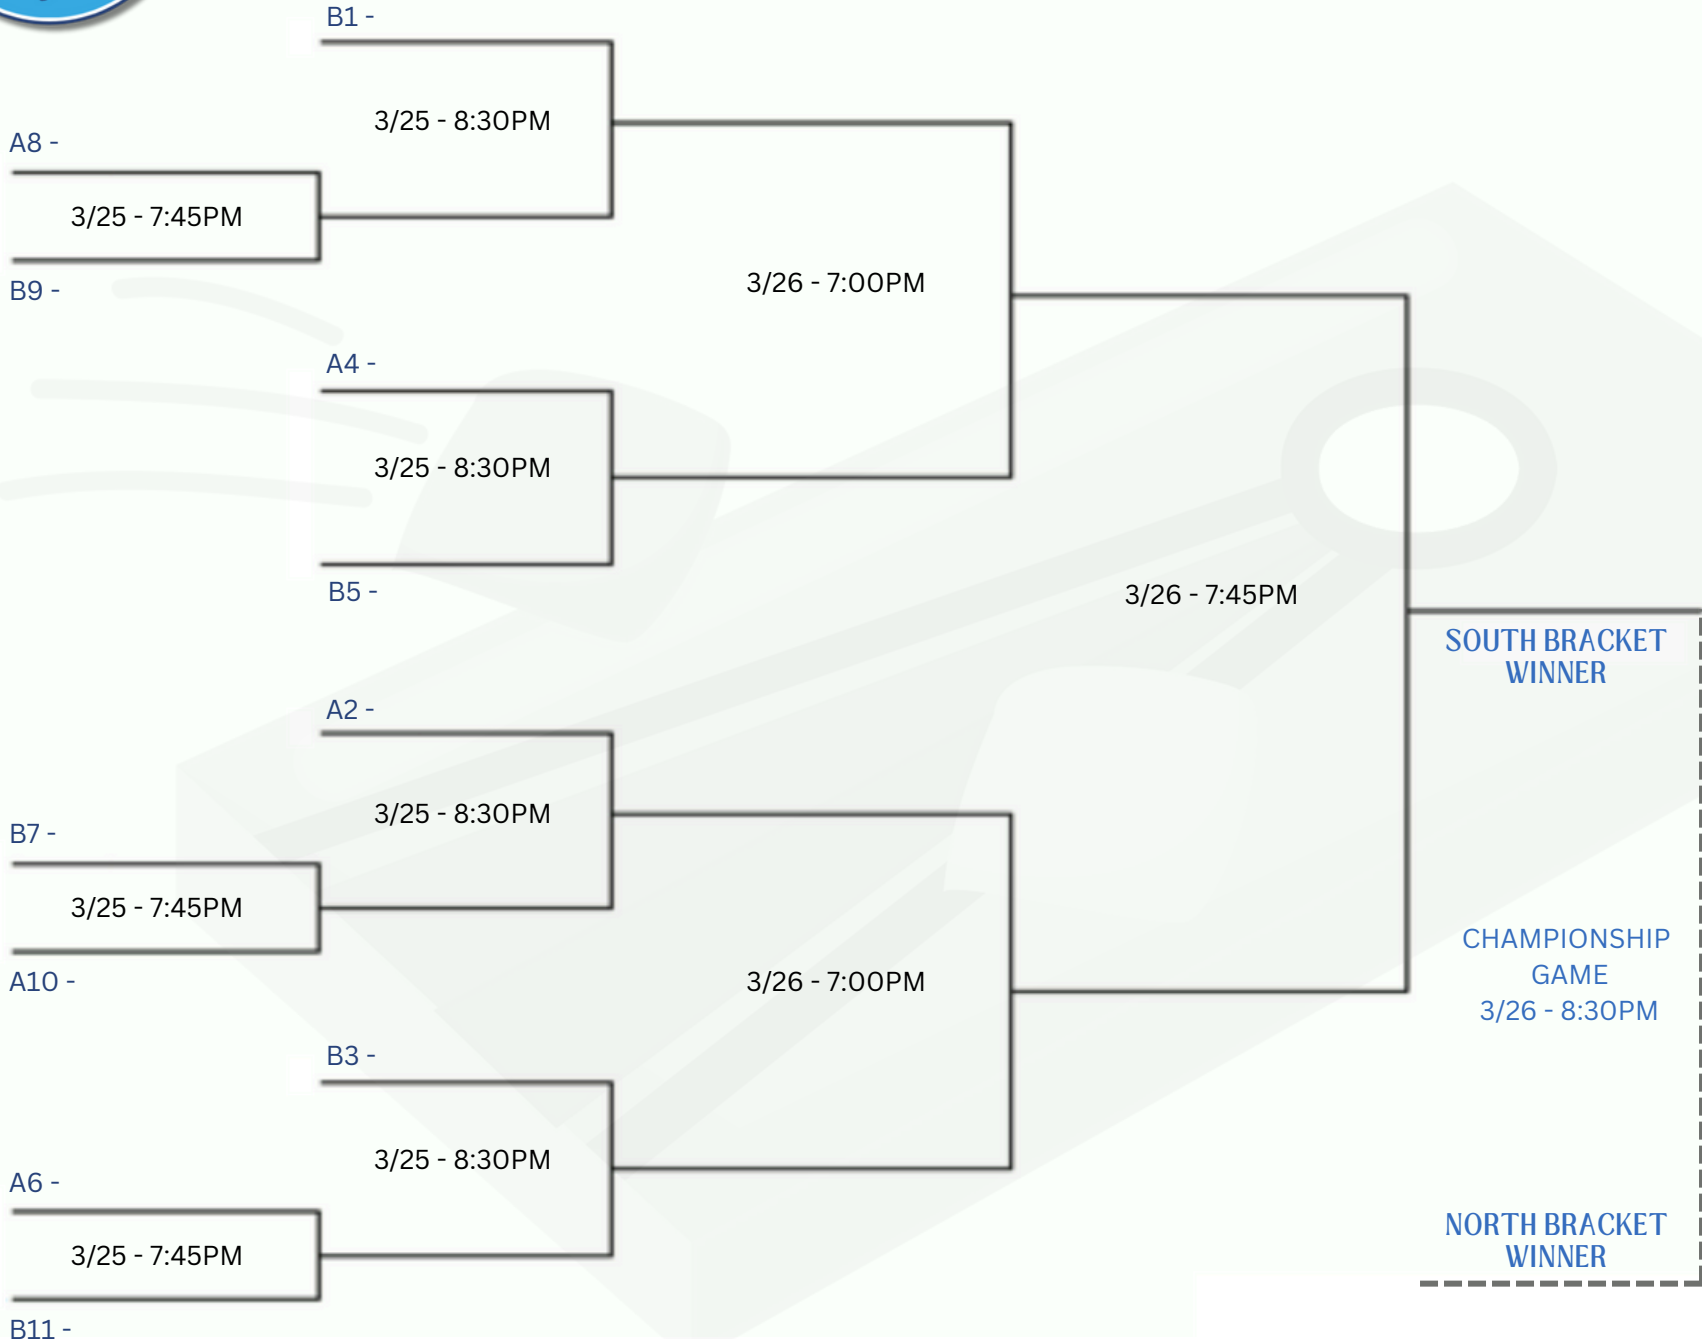 B1 -
3/25 - 8:30PM
A8 -
3/25 - 7:45PM
B9 -
3/26 - 7:00PM
A4 -
3/25 - 8:30PM
B5 -
3/26 - 7:45PM
SOUTH BRACKET
WINNER
A2 -
3/25 - 8:30PM
B7 -
3/25 - 7:45PM
A10 -
3/26 - 7:00PM
CHAMPIONSHIP
GAME
3/26 - 8:30PM
B3 -
3/25 - 8:30PM
A6 -
3/25 - 7:45PM
B11 -
NORTH BRACKET
WINNER